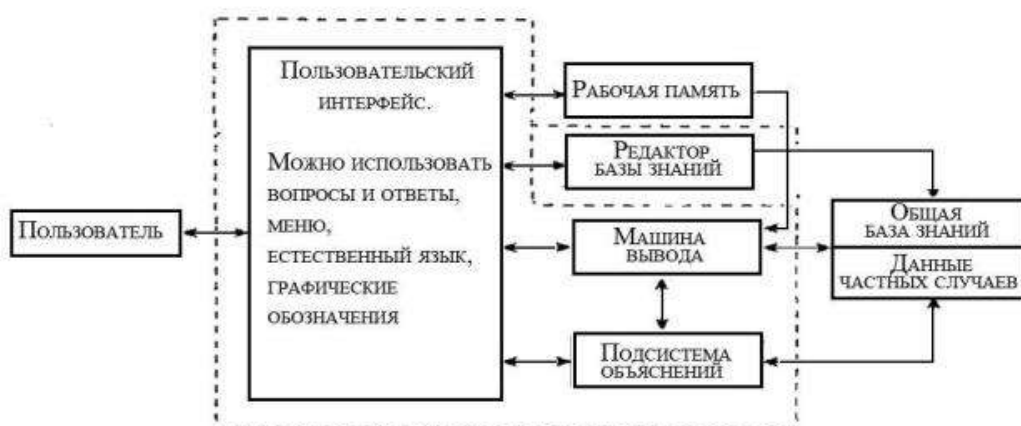 Пользовательский
интерфейс.
Можно использовать
вопросы и ответы,
меню,
естественный язык,
графические
обозначения
Рабочая память
Редактор
базы знаний
Пользователь
Машина
вывода
Общая
база знаний
Данные
частных случаев
Подсистема
объяснений